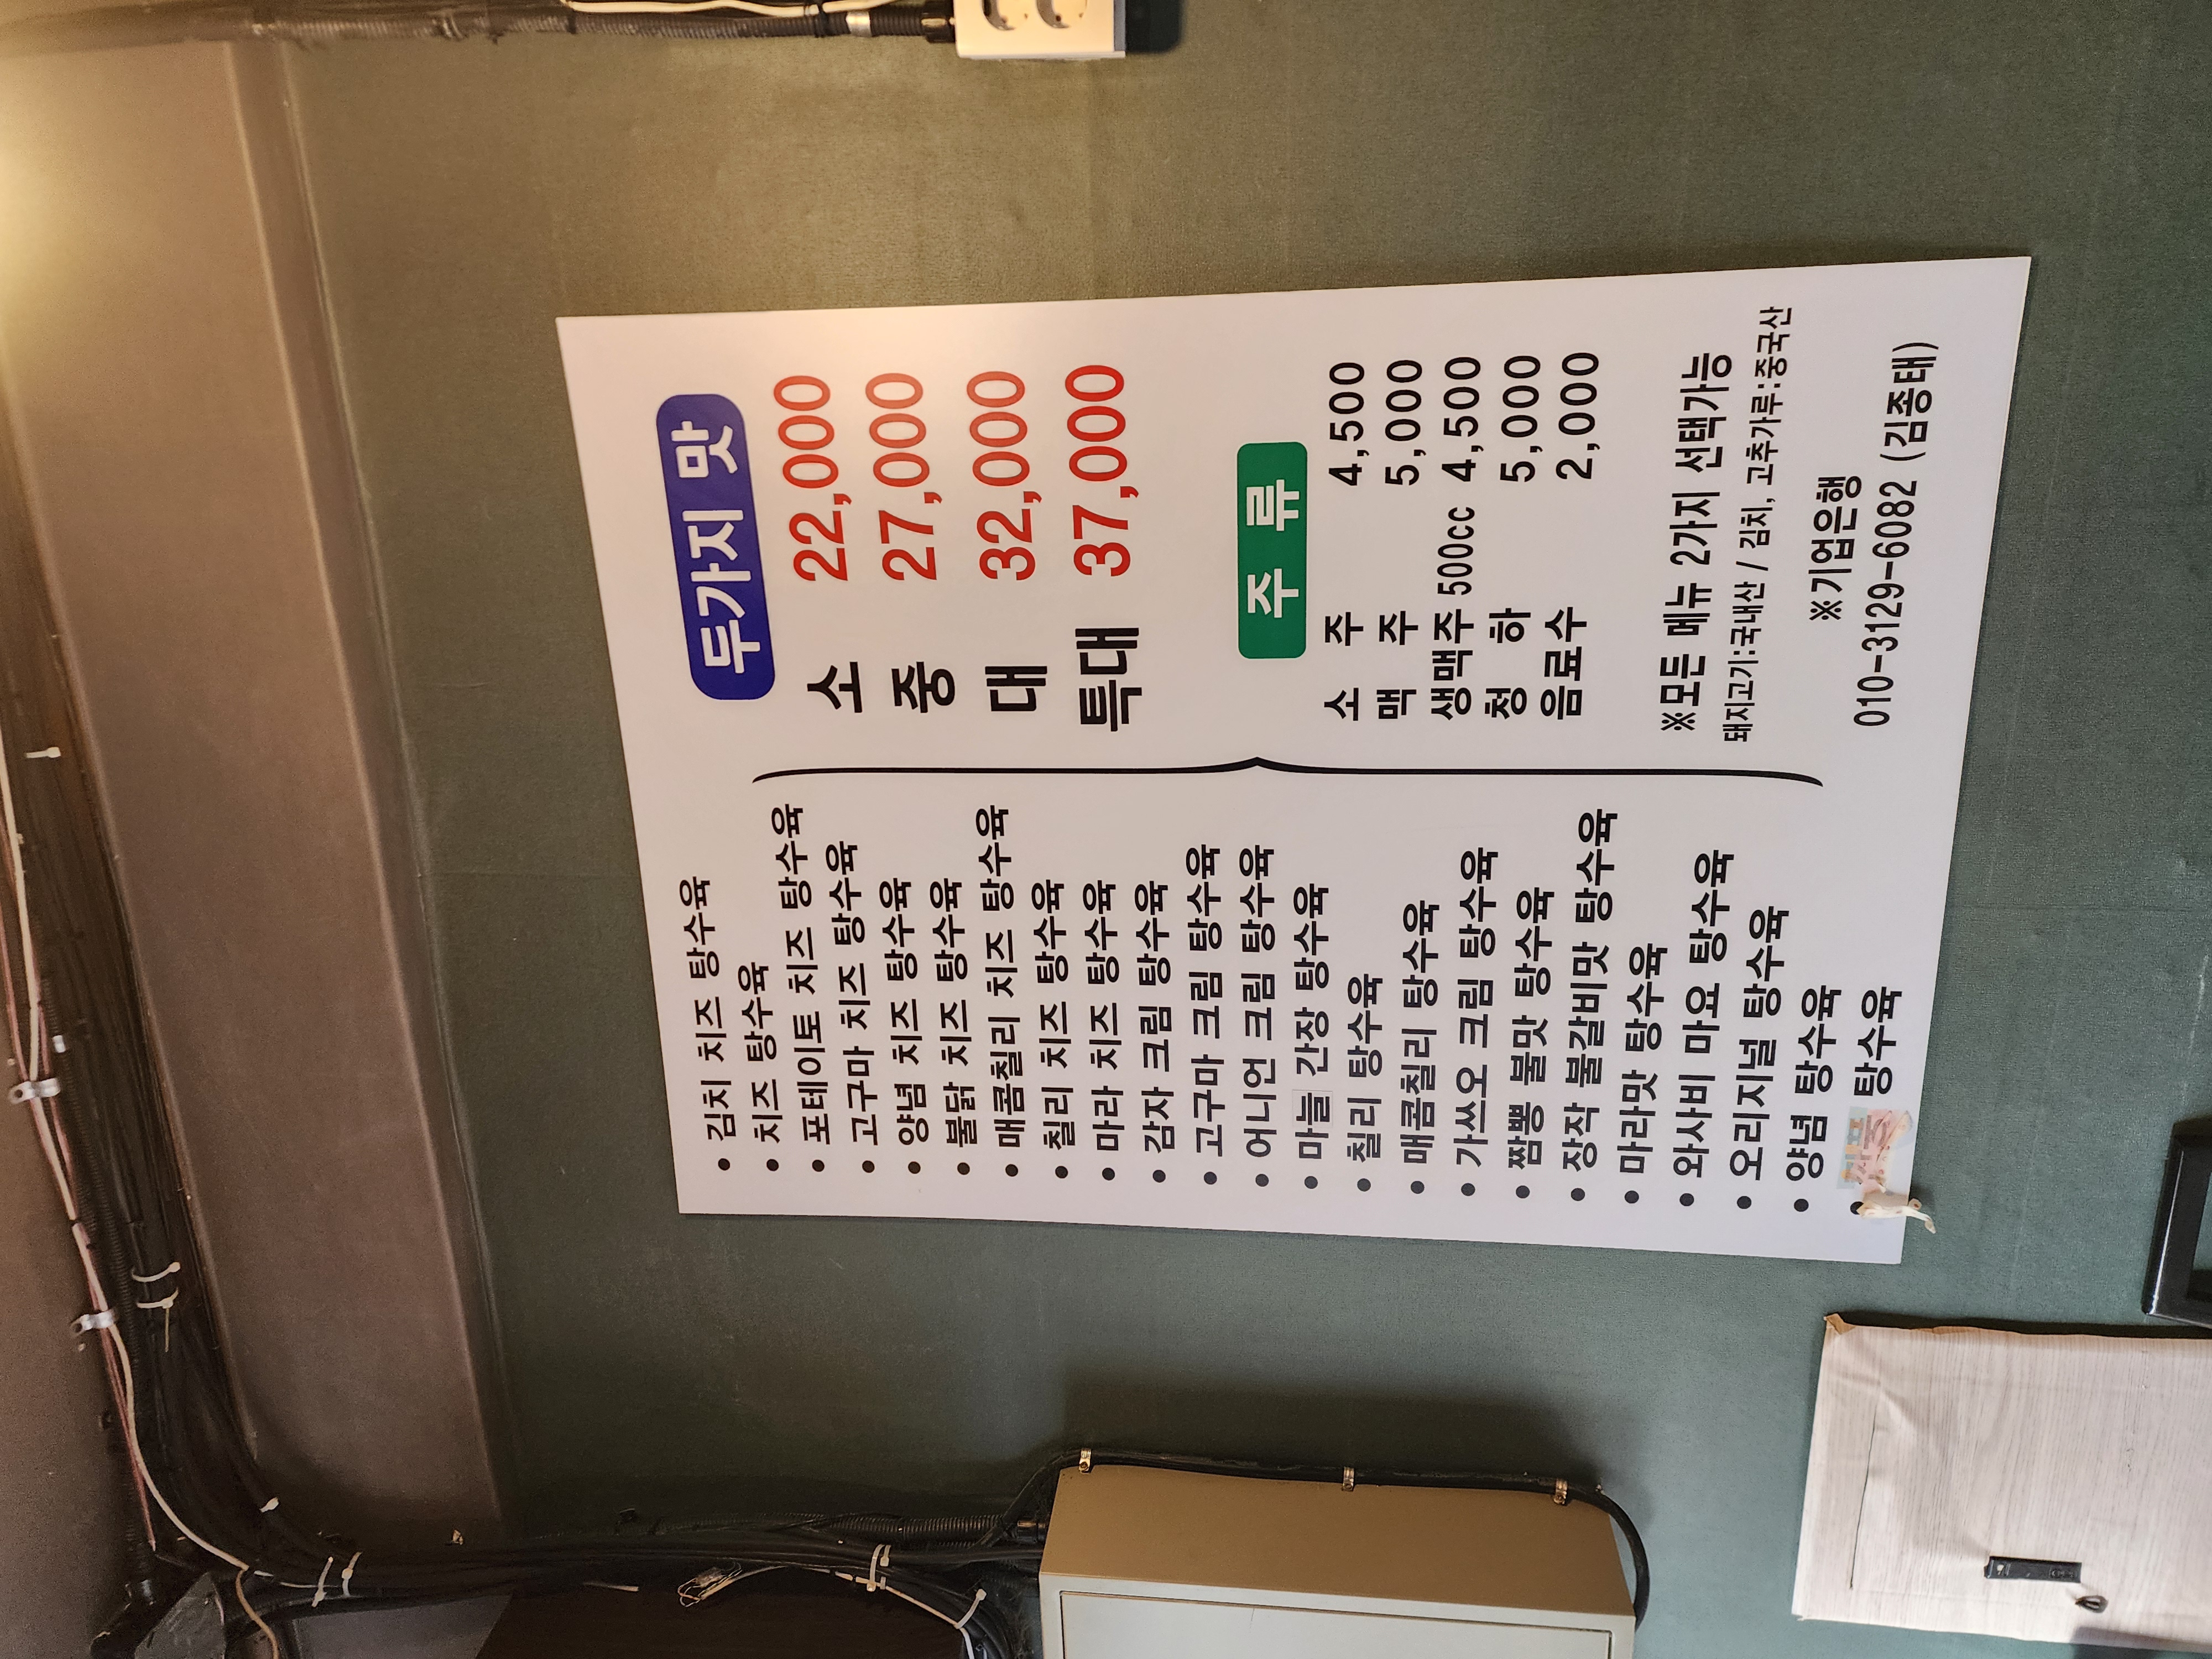 • 김치 치즈 탕수육
• 치즈 탕수육
• 포테이토 치즈 탕수육
• 고구마 치즈 탕수육
• 양념 치즈 탕수육
• 불닭 치즈 탕수육
• 매콤칠리 치즈 탕수육
• 칠리 치즈 탕수육
• 마라 치즈 탕수육
• 감자 크림 탕수육
• 고구마 크림 탕수육
• 어니언 크림 탕수육
• 마늘 간장 탕수육
• 칠리 탕수육
• 매콤칠리 탕수육
• 가쓰오 크림 탕수육
• 짬뽕 불맛 탕수육
• 장작 불갈비맛 탕수육
• 마라맛 탕수육
• 와사비 마요 탕수육
• 오리지널 탕수육
• 양념 탕수육
• 탕수육
두가지 맛
소 22,000
중 27,000
대 32,000
특대 37,000
주 류
소 주 4,500
맥 주 5,000
생맥주 500cc 4,500
청 하 5,000
음료수 2,000
※모든 메뉴 2가지 선택가능
돼지고기:국내산 / 김치, 고추가루:중국산
※기업은행
010-3129-6082 (김종태)